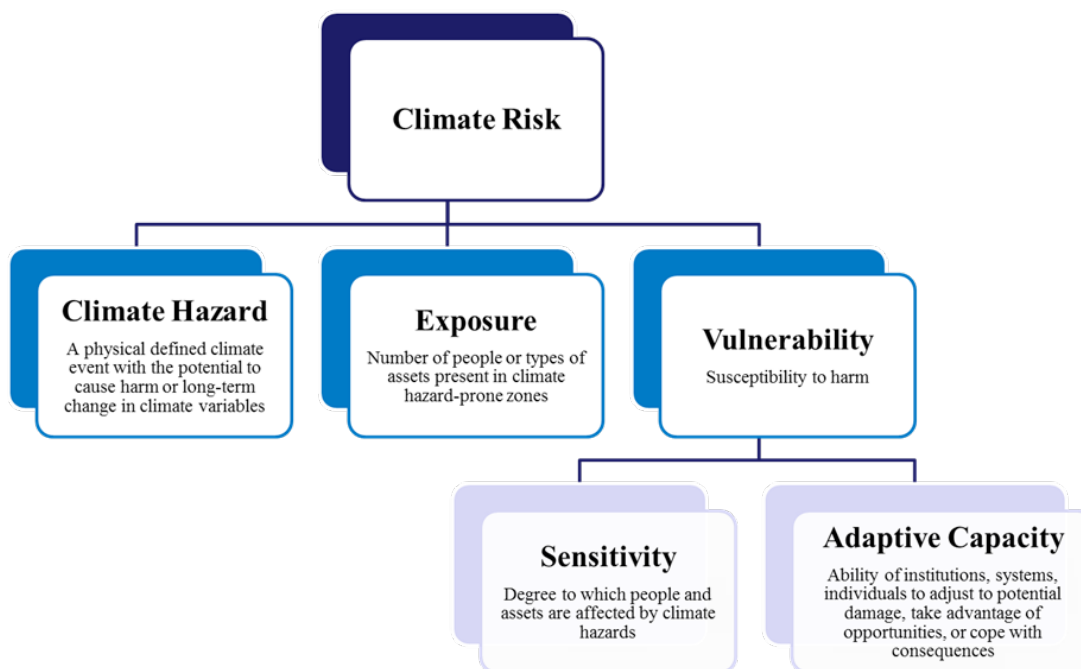 Climate Risk
Climate Hazard
A physical defined climate
event with the potential to
cause harm or long-term
change in climate variables
Exposure
Number of people or types of
assets present in climate
hazard-prone zones
Vulnerability
Susceptibility to harm
Sensitivity
Degree to which people and
assets are affected by climate
hazards
Adaptive Capacity
Ability of institutions, systems,
individuals to adjust to potential
damage, take advantage of
opportunities, or cope with
consequences